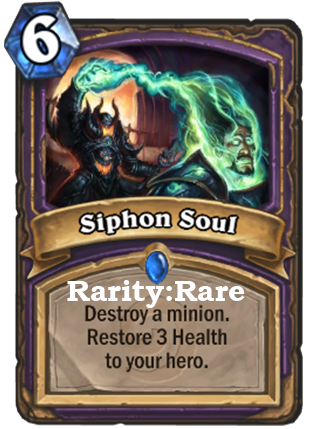 6
Siphon Soul
Rarity:Rare
Destroy a minion.
Restore 3 Health
to your hero.